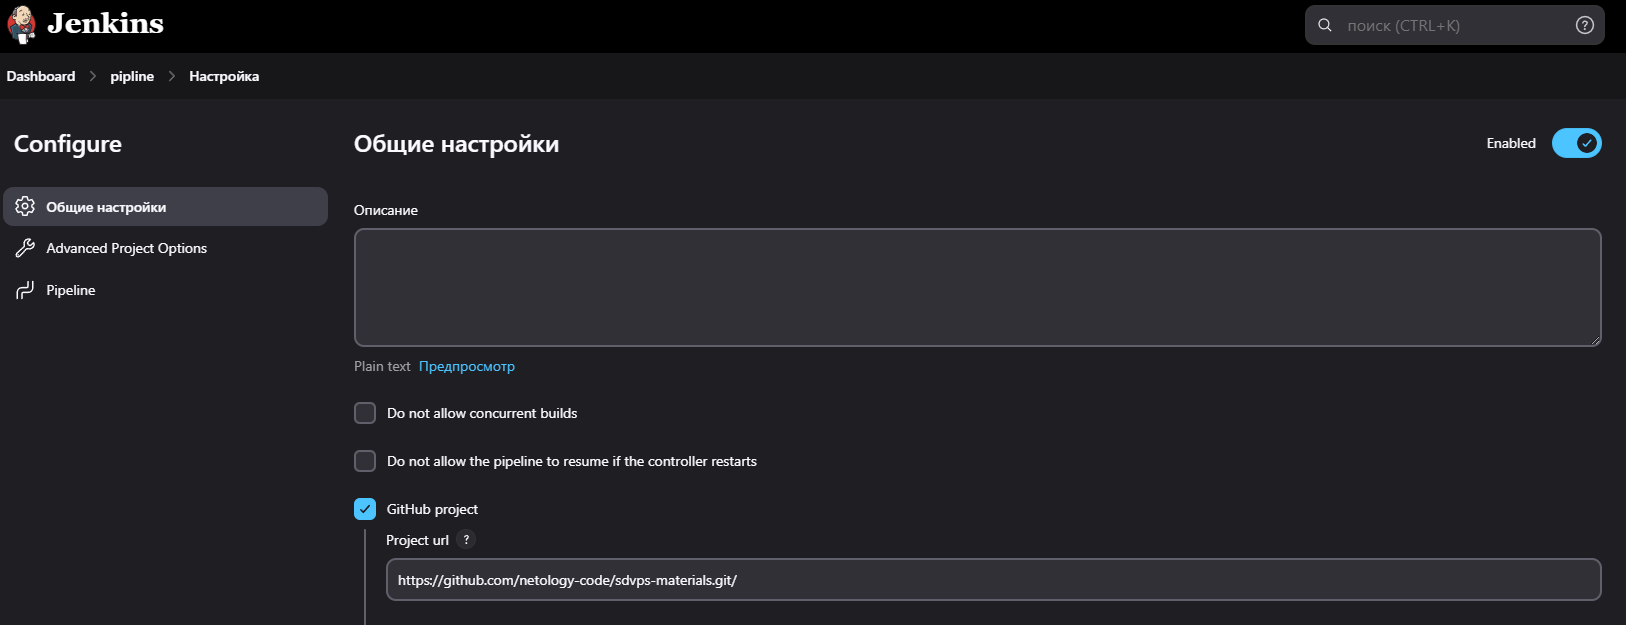 Jenkins
поиск (CTRL+K)
Dashboard > pipline > Настройка
Configure
Общие настройки
Advanced Project Options
Pipeline
Общие настройки
Enabled
Описание
Plain text Предпросмотр
Do not allow concurrent builds
Do not allow the pipeline to resume if the controller restarts
GitHub project
Project url ?
https://github.com/netology-code/sdvps-materials.git/